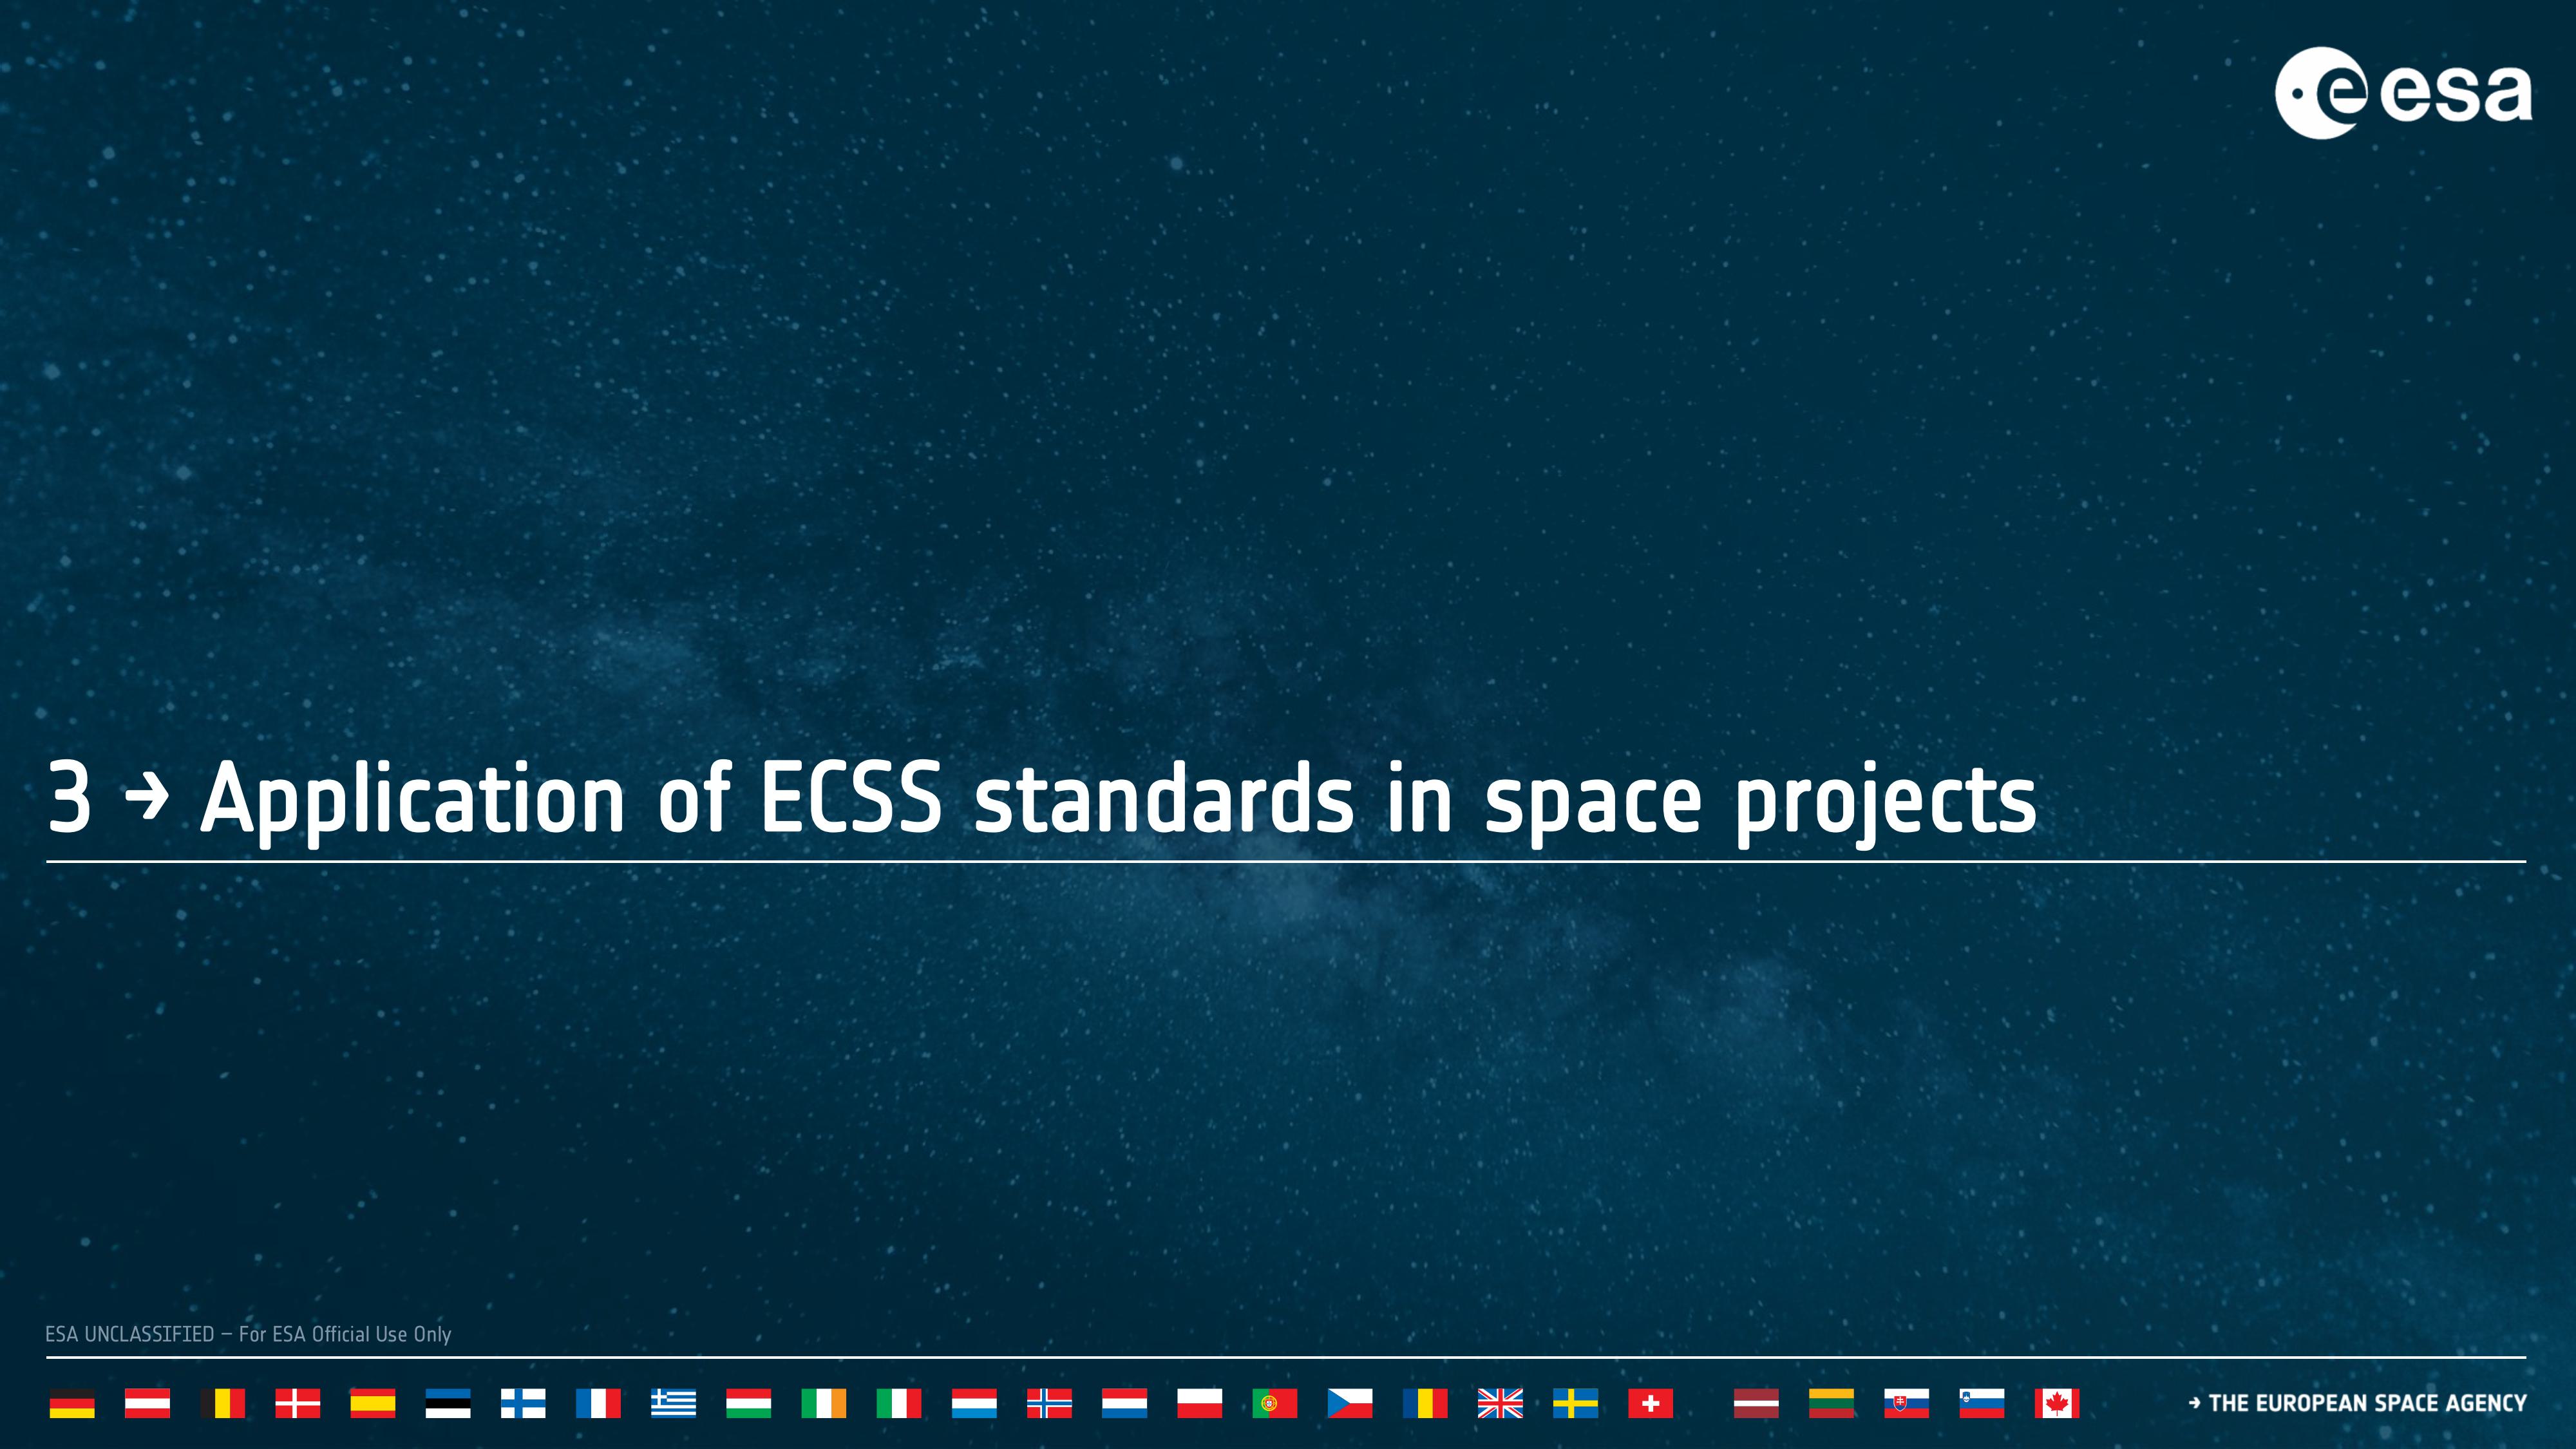 esa
3 → Application of ECSS standards in space projects
ESA UNCLASSIFIED – For ESA Official Use Only
→ THE EUROPEAN SPACE AGENCY